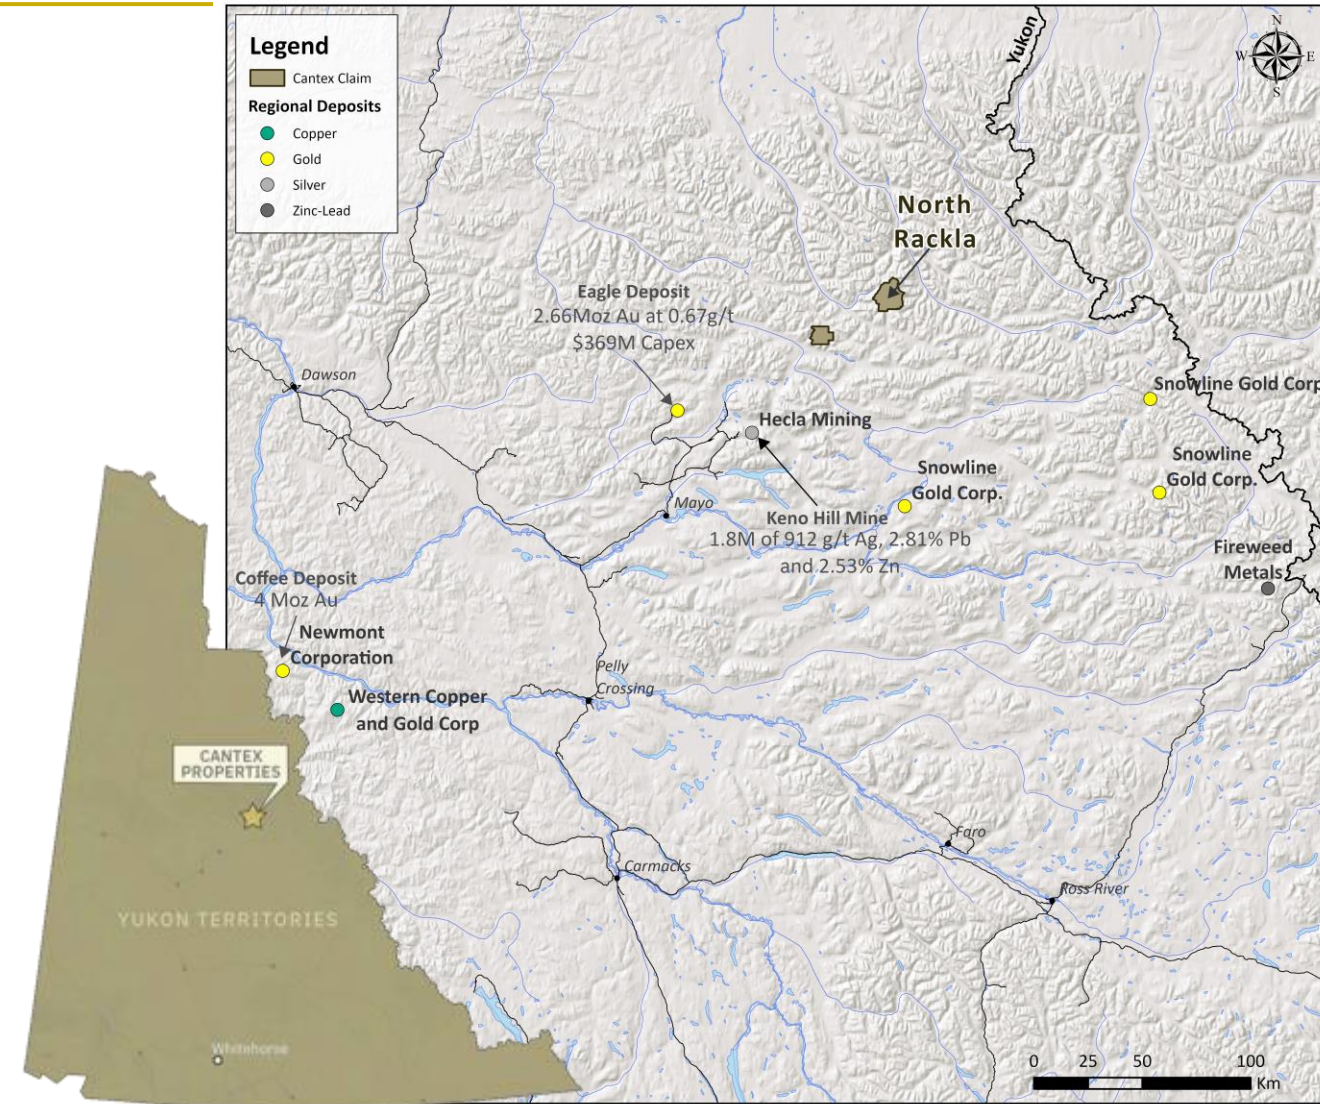 Legend
Cantex Claim
Regional Deposits
Copper
Gold
Silver
Zinc-Lead
N
W
E
S
Yukon
North
Rackla
Eagle Deposit
2.66Moz Au at 0.67g/t
$369M Capex
Dawson
Snowline Gold Corp
Hecla Mining
Snowline
Gold Corp.
Snowline
Gold Corp.
Mayo
Keno Hill Mine
1.8M of 912 g/t Ag, 2.81% Pb
and 2.53% Zn
Fireweed
Metals
Coffee Deposit
4 Moz Au
Newmont
Corporation
Pelly
Crossing
Western Copper
and Gold Corp
CANTEX
PROPERTIES
Faro
Carmacks
Ross River
YUKON TERRITORIES
Whitehorse
0 25 50 100
Km